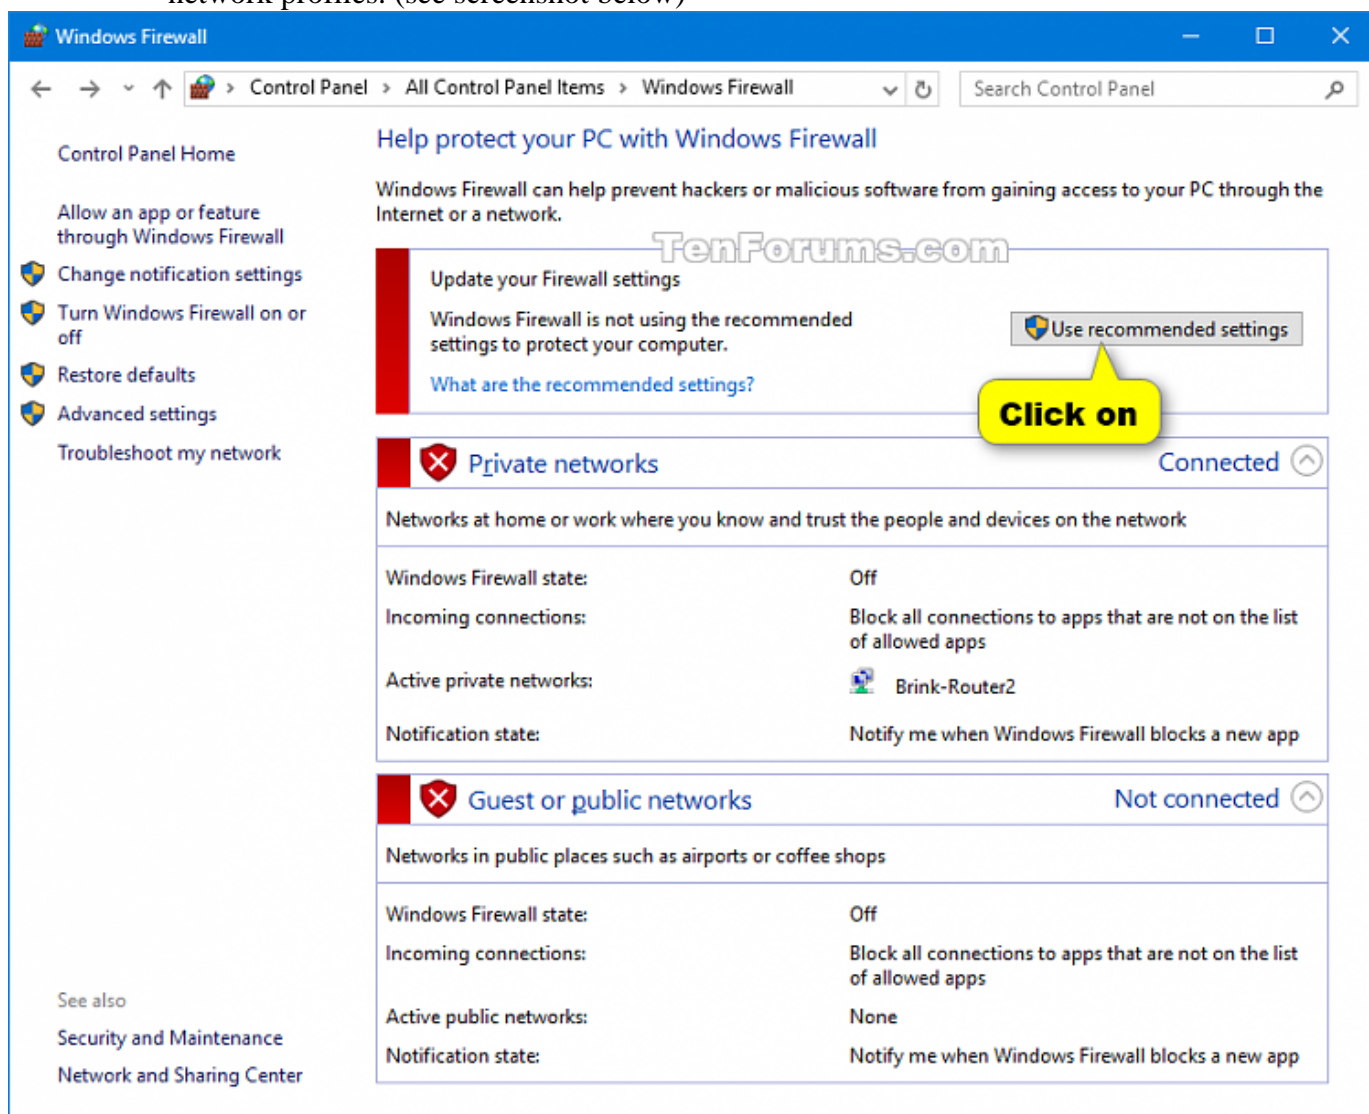 network profiles. (see screenshot below)
Windows Firewall
Control Panel > All Control Panel Items > Windows Firewall
Search Control Panel
Control Panel Home
Allow an app or feature
through Windows Firewall
Change notification settings
Turn Windows Firewall on or
off
Restore defaults
Advanced settings
Troubleshoot my network
See also
Security and Maintenance
Network and Sharing Center
Help protect your PC with Windows Firewall
Windows Firewall can help prevent hackers or malicious software from gaining access to your PC through the
Internet or a network.
TenForums.com
Update your Firewall settings
Windows Firewall is not using the recommended
settings to protect your computer.
What are the recommended settings?
Use recommended settings
Click on
Private networks Connected
Networks at home or work where you know and trust the people and devices on the network
Windows Firewall state: Off
Incoming connections: Block all connections to apps that are not on the list
of allowed apps
Active private networks: Brink-Router2
Notification state: Notify me when Windows Firewall blocks a new app
Guest or public networks Not connected
Networks in public places such as airports or coffee shops
Windows Firewall state: Off
Incoming connections: Block all connections to apps that are not on the list
of allowed apps
Active public networks: None
Notification state: Notify me when Windows Firewall blocks a new app